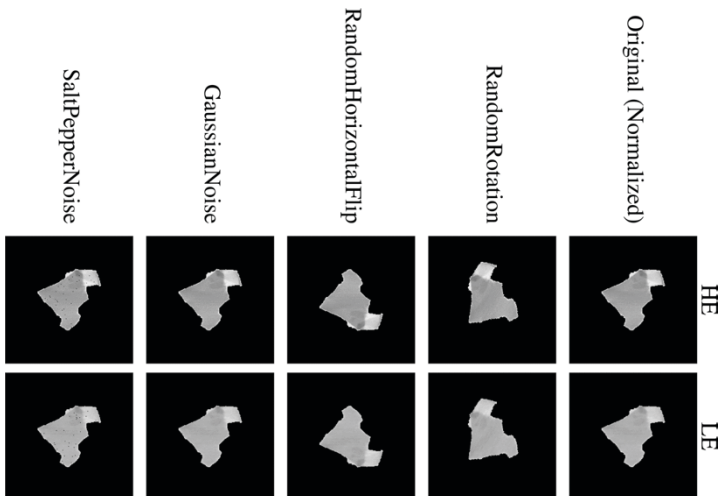 HE
LE
Original (Normalized)
RandomRotation
RandomHorizontalFlip
GaussianNoise
SaltPepperNoise